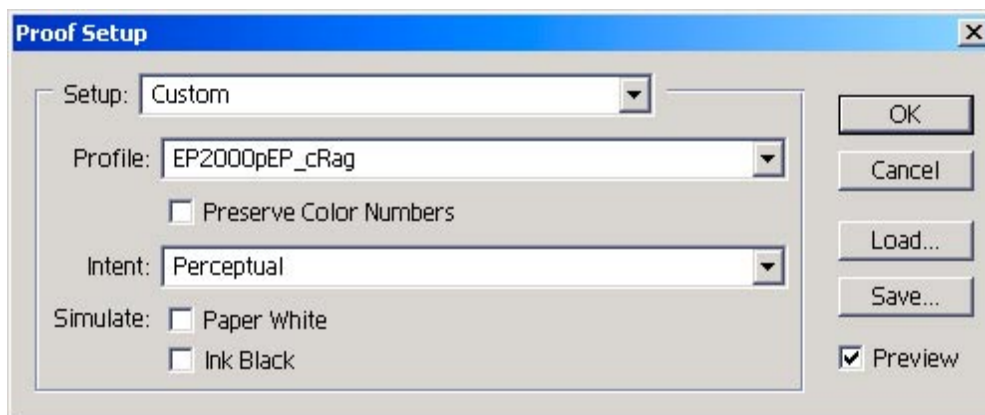 Proof Setup
Setup: Custom
Profile: EP2000pEP_cRag
Preserve Color Numbers
Intent: Perceptual
Simulate: Paper White
Ink Black
OK
Cancel
Load...
Save...
Preview